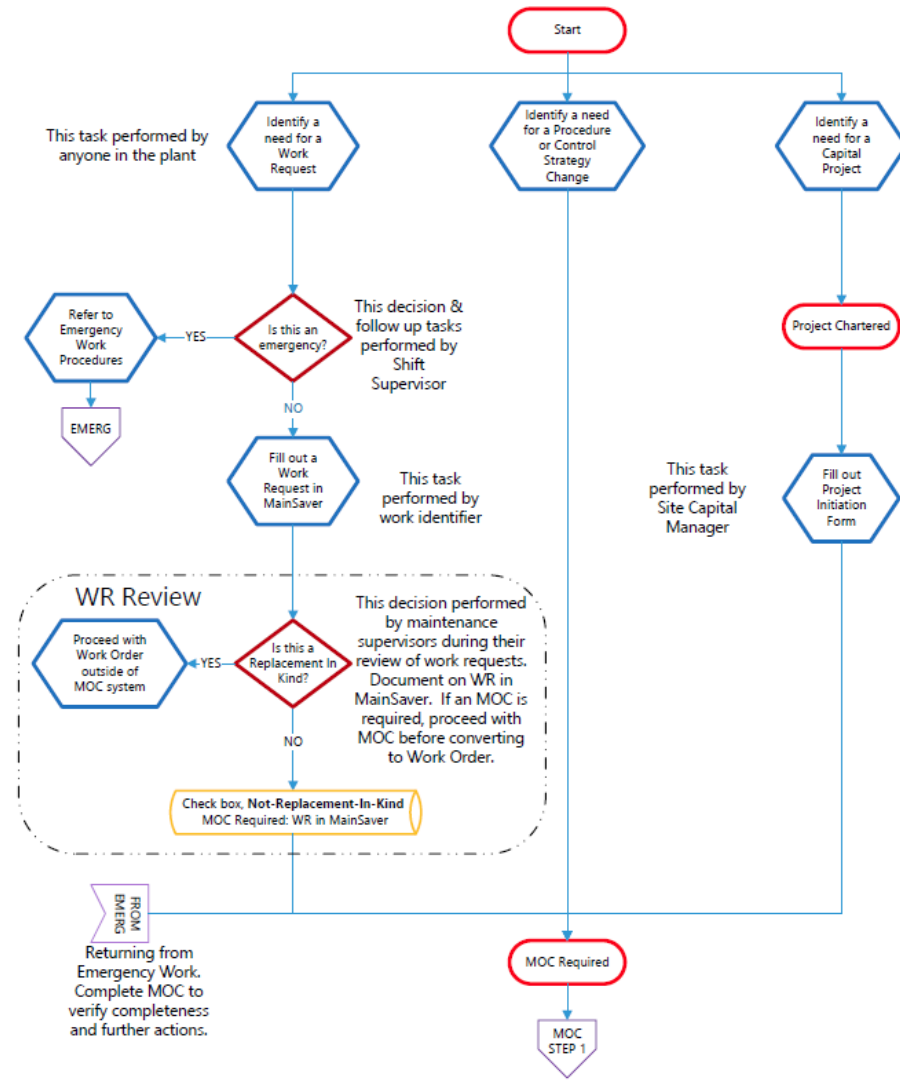 Start
This task performed by
anyone in the plant
Identify a
need for a
Work
Request
Identify a need
for a Procedure
or Control
Strategy
Change
Identify a
need for a
Capital
Project
Refer to
Emergency
Work
Procedures
YES
Is this an
emergency?
This decision &
follow up tasks
performed by
Shift
Supervisor
Project Chartered
EMERG
NO
Fill out a
Work
Request in
MainSaver
This task
performed by
work identifier
This task
performed by
Site Capital
Manager
Fill out
Project
Initiation
Form
WR Review
Proceed with
Work Order
outside of
MOC system
YES
Is this a
Replacement In
Kind?
This decision performed
by maintenance
supervisors during their
review of work requests.
Document on WR in
MainSaver. If an MOC is
required, proceed with
MOC before converting
to Work Order.
NO
Check box, Not-Replacement-In-Kind
MOC Required: WR in MainSaver
FROM
EMERG
Returning from
Emergency Work.
Complete MOC to
verify completeness
and further actions.
MOC Required
MOC
STEP 1